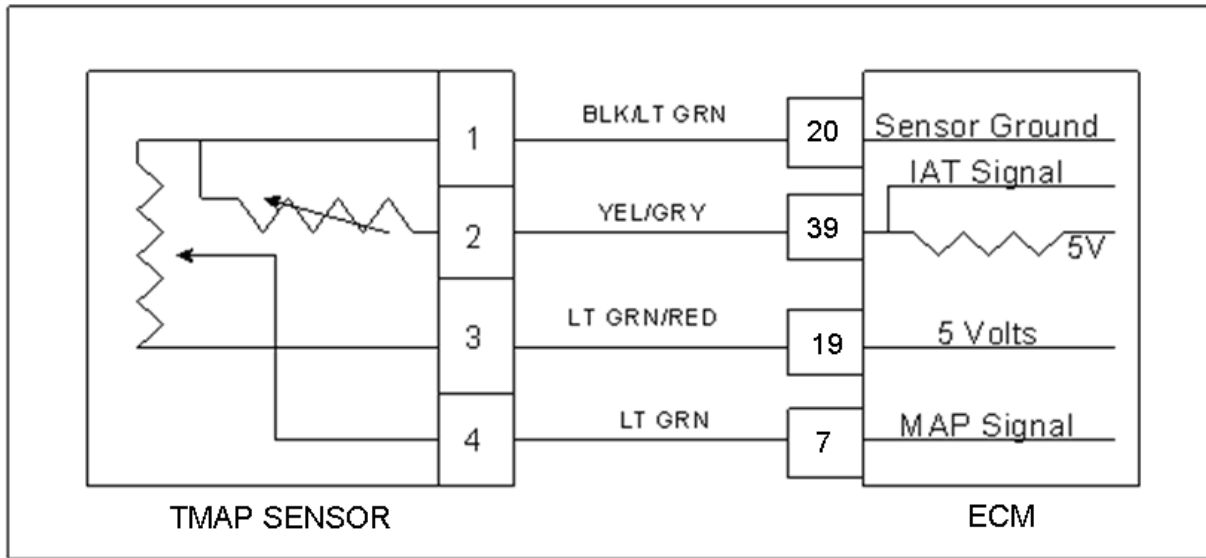 1
BLK/LT GRN
20
Sensor Ground
IAT Signal
2
YEL/GRY
39
5V
3
LT GRN/RED
19
5 Volts
4
LT GRN
7
MAP Signal
TMAP SENSOR
ECM